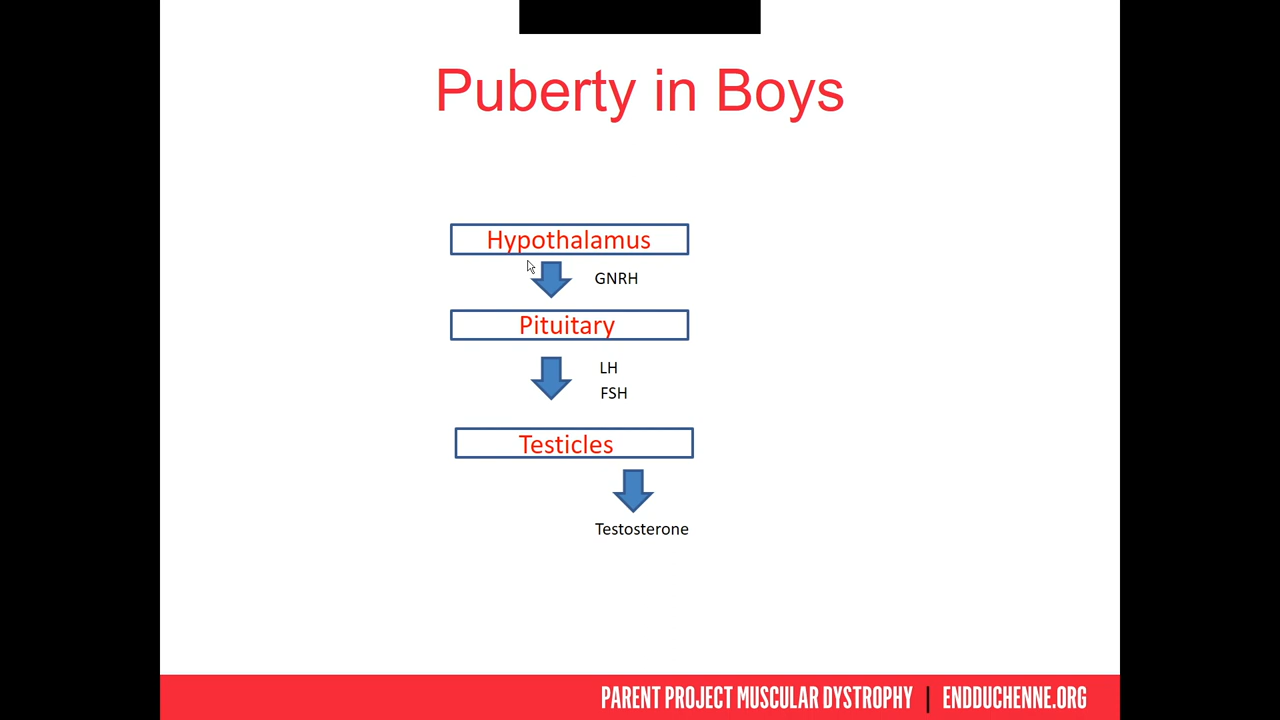 Puberty in Boys
Hypothalamus
GNRH
Pituitary
LH
FSH
Testicles
Testosterone
PARENT PROJECT MUSCULAR DYSTROPHY | ENDDUCHENNE.ORG